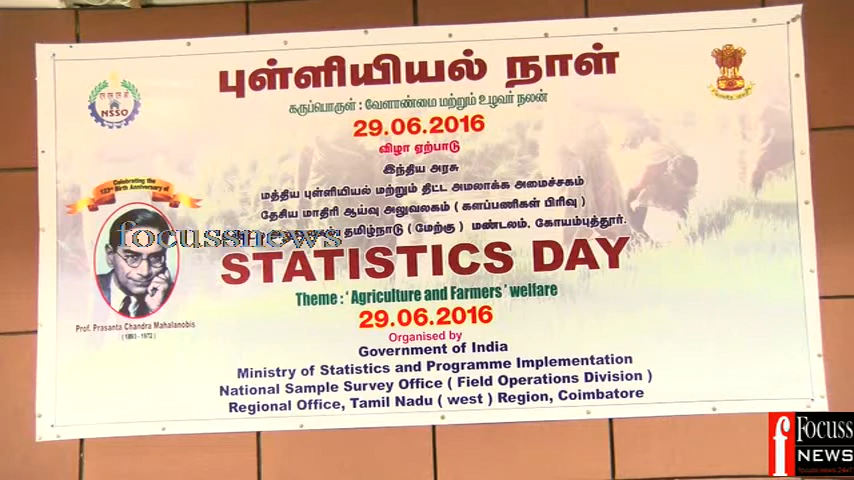 புள்ளியியல் நாள்
கருப்பொருள் : வேளாண்மை மற்றும் உழவர் நலன்
29.06.2016
விழா ஏற்பாடு
இந்திய அரசு
மத்திய புள்ளியியல் மற்றும் திட்ட அமலாக்க அமைச்சகம்
தேசிய மாதிரி ஆய்வு அலுவலகம் ( களப்பணிகள் பிரிவு )
தமிழ்நாடு (மேற்கு ) மண்டலம், கோயம்புத்தூர்.
NSSO
Celebrating the
Birth Anniversary of
focussnews
Prof. Prasanta Chandra Mahalanobis
( 1893 - 1972 )
STATISTICS DAY
Theme : ' Agriculture and Farmers ' welfare
29.06.2016
Organised by
Government of India
Ministry of Statistics and Programme Implementation
National Sample Survey Office ( Field Operations Division )
Regional Office, Tamil Nadu ( west ) Region, Coimbatore
f Focuss
NEWS